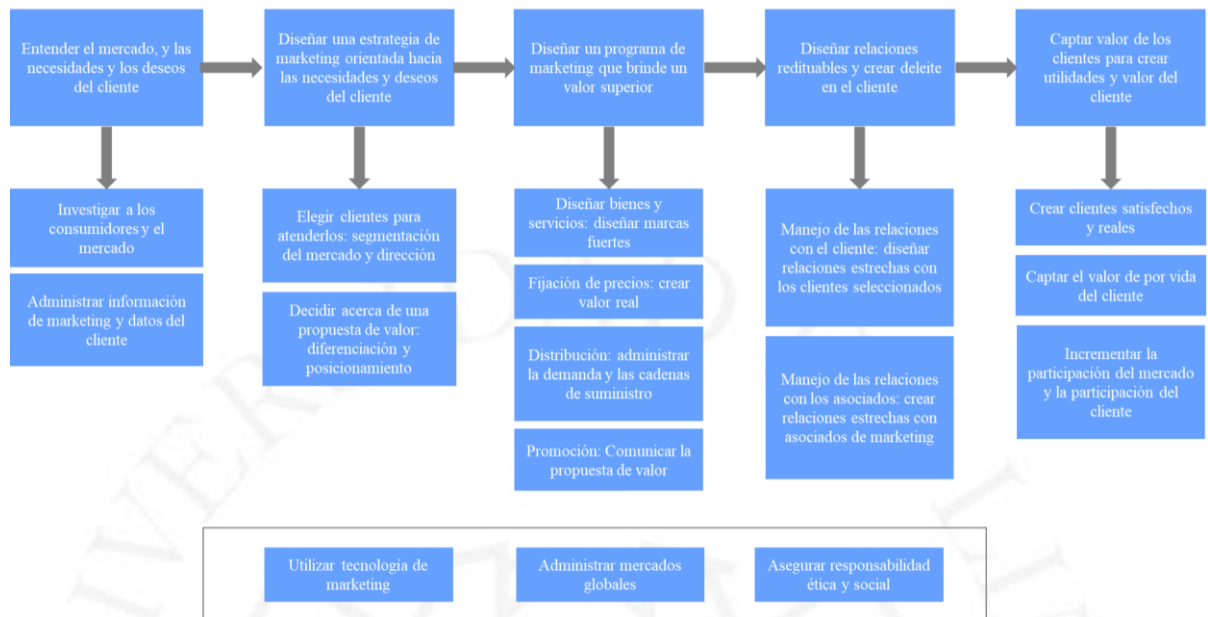 Entender el mercado, y las
necesidades y los deseos
del cliente
Diseñar una estrategia de
marketing orientada hacia
las necesidades y deseos
del cliente
Diseñar un programa de
marketing que brinde un
valor superior
Diseñar relaciones
redituables y crear deleite
en el cliente
Captar valor de los
clientes para crear
utilidades y valor del
cliente
Investigar a los
consumidores y el
mercado
Administrar información
de marketing y datos del
cliente
Elegir clientes para
atenderlos: segmentación
del mercado y dirección
Decidir acerca de una
propuesta de valor:
diferenciación y
posicionamiento
Diseñar bienes y
servicios: diseñar marcas
fuertes
Fijación de precios: crear
valor real
Distribución: administrar
la demanda y las cadenas
de suministro
Promoción: Comunicar la
propuesta de valor
Manejo de las relaciones
con el cliente: diseñar
relaciones estrechas con
los clientes seleccionados
Manejo de las relaciones
con los asociados: crear
relaciones estrechas con
asociados de marketing
Crear clientes satisfechos
y reales
Captar el valor de por vida
del cliente
Incrementar la
participación del mercado
y la participación del
cliente
Utilizar tecnología de
marketing
Administrar mercados
globales
Asegurar responsabilidad
ética y social